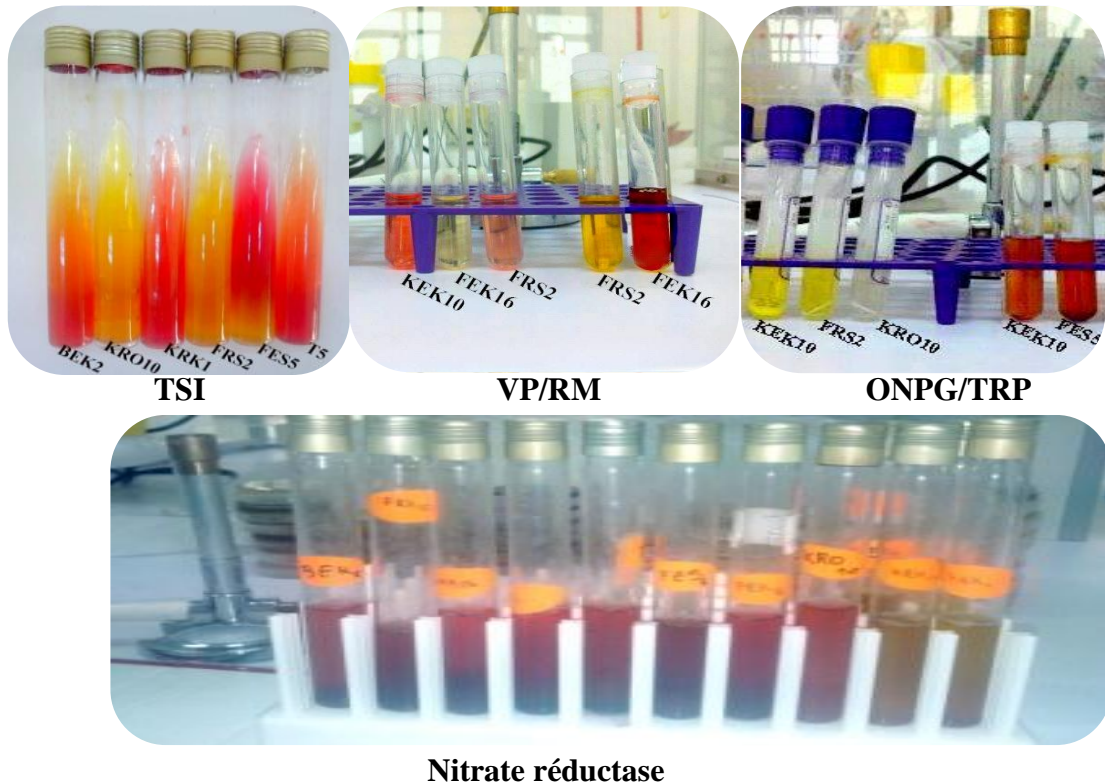 BEK2 KRO10 KRK1 FRS2 FES5 T5
TSI
KEK10 FEK16 FRS2 FRS2 FEK16
VP/RM
KEK10 FRS2 KRO10 KEK10 FES5
ONPG/TRP
KRO
Nitrate réductase